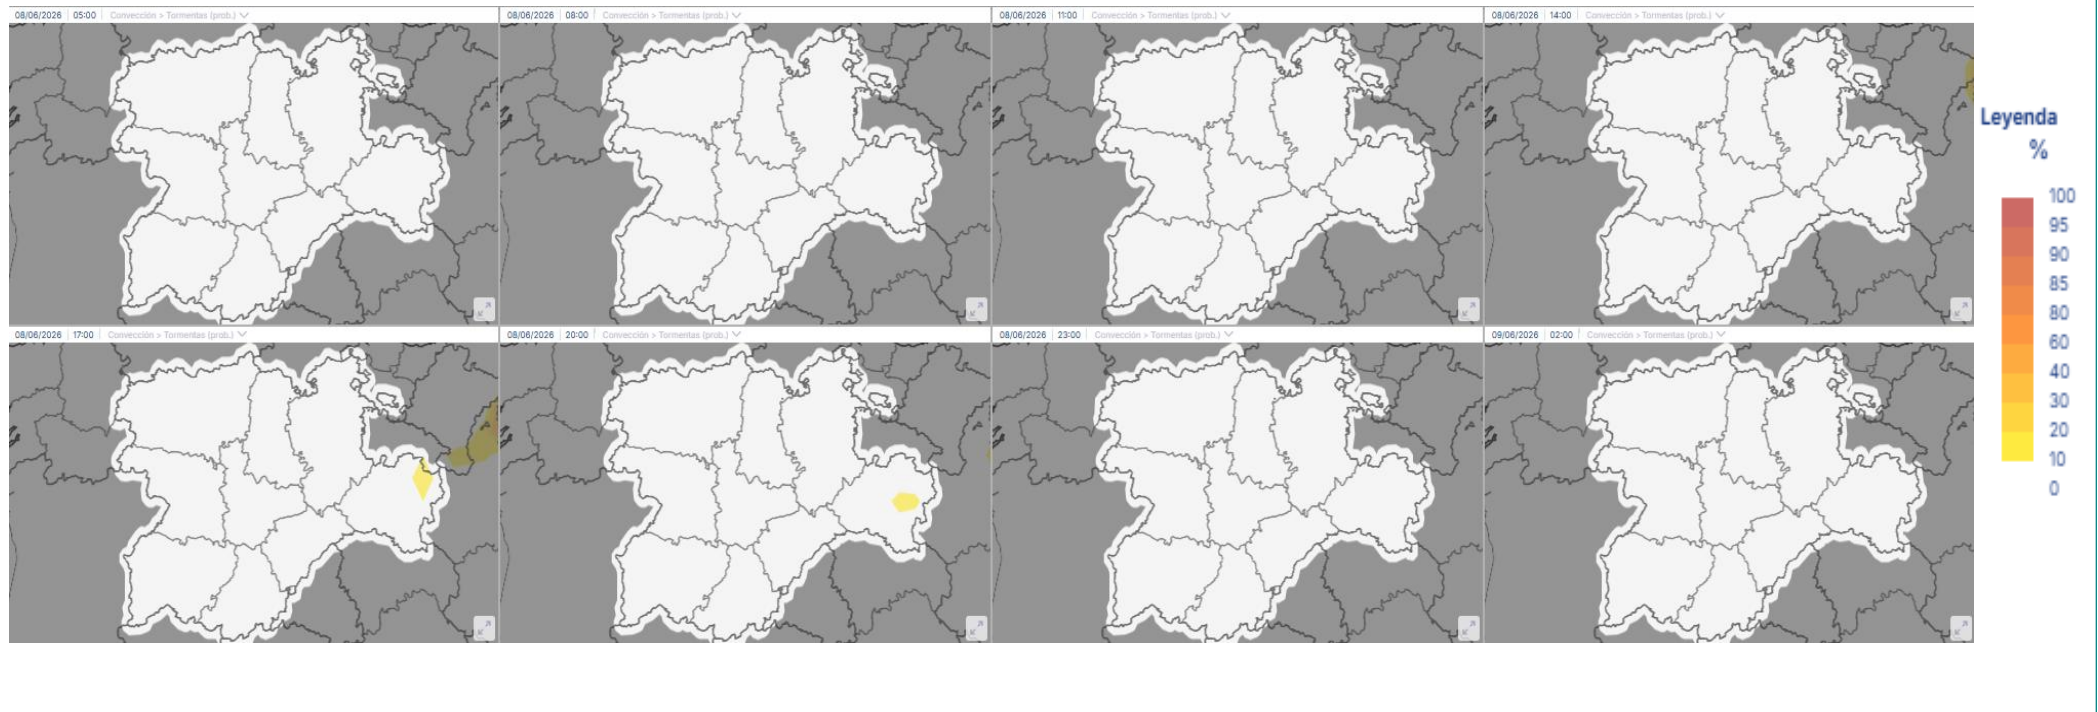 08/06/2026 05:00 Convección > Tormentas (prob.)
08/06/2026 08:00 Convección > Tormentas (prob.)
08/06/2026 11:00 Convección > Tormentas (prob.)
08/06/2026 14:00 Convección > Tormentas (prob.)
Leyenda
%
100
95
90
85
80
60
40
30
20
10
0
08/06/2026 17:00 Convección > Tormentas (prob.)
08/06/2026 20:00 Convección > Tormentas (prob.)
08/06/2026 23:00 Convección > Tormentas (prob.)
09/06/2026 02:00 Convección > Tormentas (prob.)